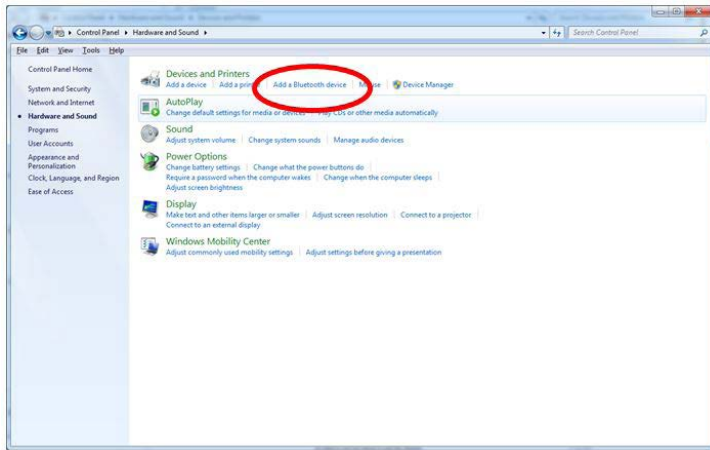 Control Panel ▸ Hardware and Sound ▸
Search Control Panel
File Edit View Tools Help
Control Panel Home
System and Security
Network and Internet
Hardware and Sound
Programs
User Accounts
Appearance and
Personalization
Clock, Language, and Region
Ease of Access
Devices and Printers
Add a device Add a printer Add a Bluetooth device Mouse Device Manager
AutoPlay
Change default settings for media or devices Play CDs or other media automatically
Sound
Adjust system volume Change system sounds Manage audio devices
Power Options
Change battery settings Change what the power buttons do
Require a password when the computer wakes Change when the computer sleeps
Adjust screen brightness
Display
Make text and other items larger or smaller Adjust screen resolution Connect to a projector
Connect to an external display
Windows Mobility Center
Adjust commonly used mobility settings Adjust settings before giving a presentation